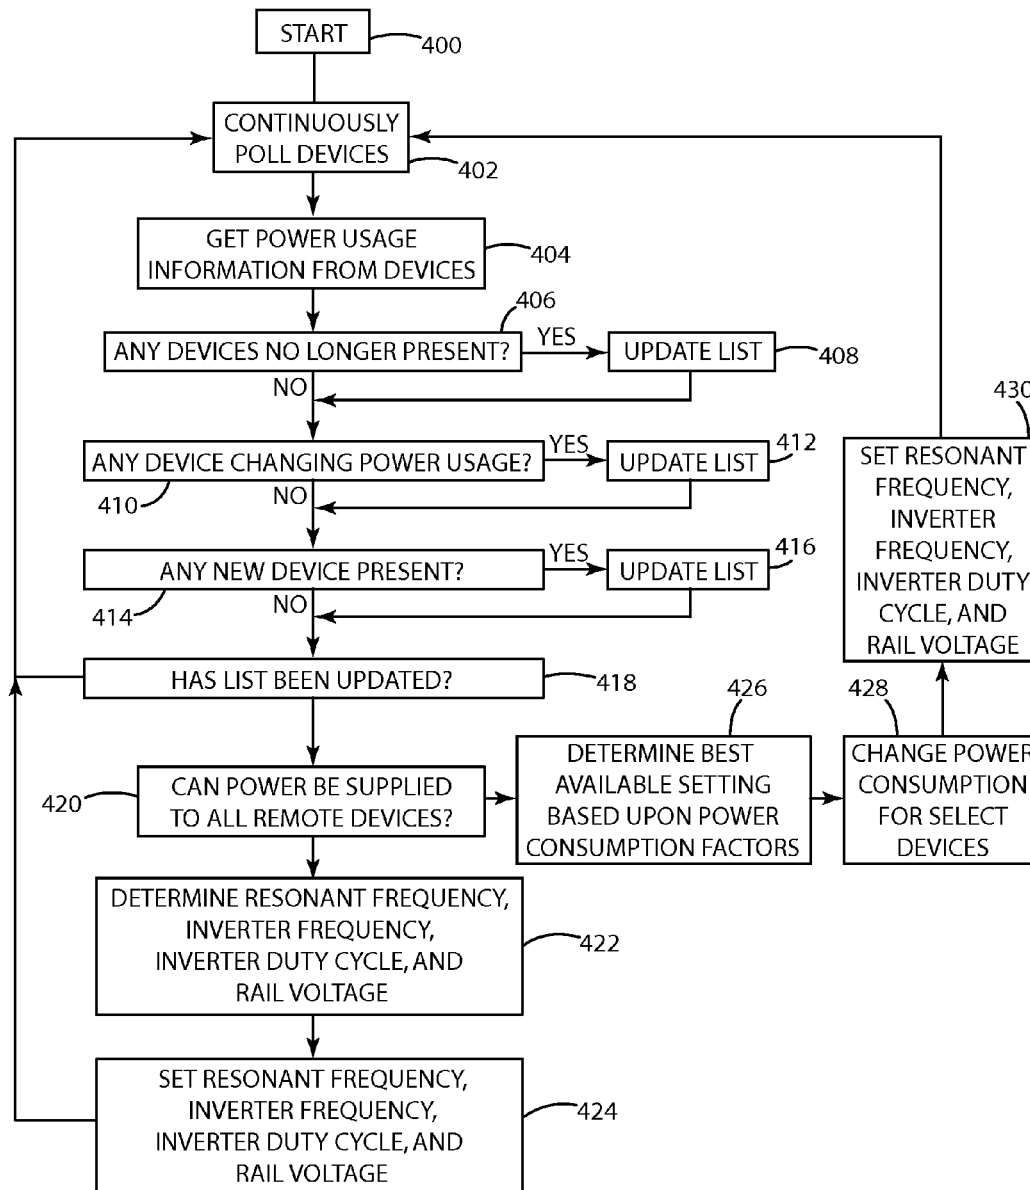 START
400
CONTINUOUSLY
POLL DEVICES
402
GET POWER USAGE
INFORMATION FROM DEVICES
404
406
ANY DEVICES NO LONGER PRESENT?
YES
UPDATE LIST
408
NO
ANY DEVICE CHANGING POWER USAGE?
YES
UPDATE LIST
412
410
NO
ANY NEW DEVICE PRESENT?
YES
UPDATE LIST
416
414
NO
HAS LIST BEEN UPDATED?
418
420
CAN POWER BE SUPPLIED
TO ALL REMOTE DEVICES?
426
DETERMINE BEST
AVAILABLE SETTING
BASED UPON POWER
CONSUMPTION FACTORS
428
CHANGE POWER
CONSUMPTION
FOR SELECT
DEVICES
430
SET RESONANT
FREQUENCY,
INVERTER
FREQUENCY,
INVERTER DUTY
CYCLE, AND
RAIL VOLTAGE
DETERMINE RESONANT FREQUENCY,
INVERTER FREQUENCY,
INVERTER DUTY CYCLE, AND
RAIL VOLTAGE
422
SET RESONANT FREQUENCY,
INVERTER FREQUENCY,
INVERTER DUTY CYCLE, AND
RAIL VOLTAGE
424